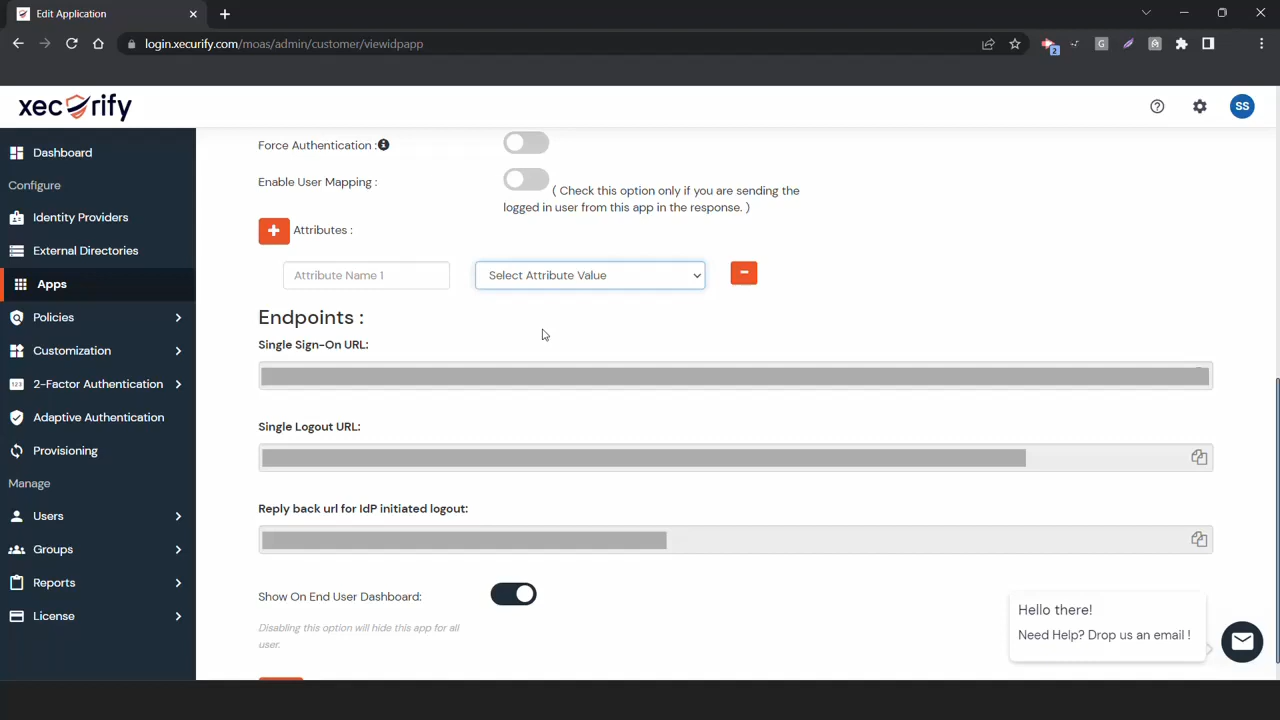 Edit Application
login.xecurify.com/moas/admin/customer/viewidpapp
2
G
xecurify
SS
Dashboard
Configure
Identity Providers
External Directories
Apps
Policies
Customization
2-Factor Authentication
Adaptive Authentication
Provisioning
Manage
Users
Groups
Reports
License
Force Authentication :
Enable User Mapping :
( Check this option only if you are sending the
logged in user from this app in the response. )
+ Attributes :
Attribute Name 1
Select Attribute Value
-
Endpoints :
Single Sign-On URL:
Single Logout URL:
Reply back url for IdP initiated logout:
Show On End User Dashboard:
Disabling this option will hide this app for all
user.
Hello there!
Need Help? Drop us an email !